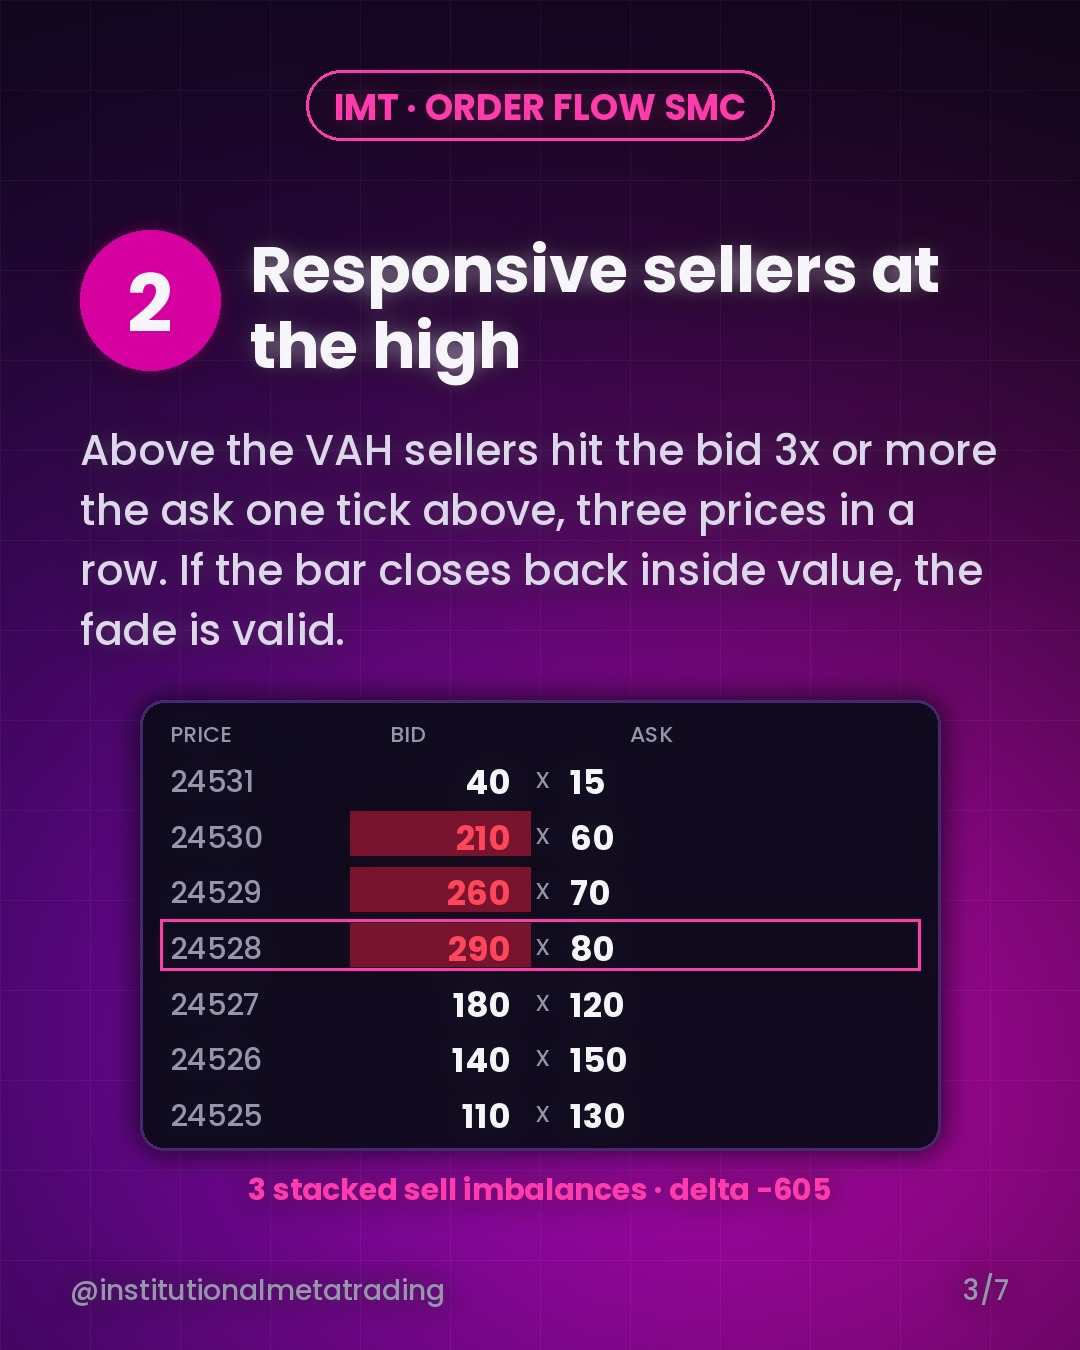 IMT · ORDER FLOW SMC
2
Responsive sellers at
the high
Above the VAH sellers hit the bid 3x or more
the ask one tick above, three prices in a
row. If the bar closes back inside value, the
fade is valid.
PRICE BID ASK
24531 40 x 15
24530 210 x 60
24529 260 x 70
24528 290 x 80
24527 180 x 120
24526 140 x 150
24525 110 x 130
3 stacked sell imbalances · delta -605
@institutionalmetatrading 3/7